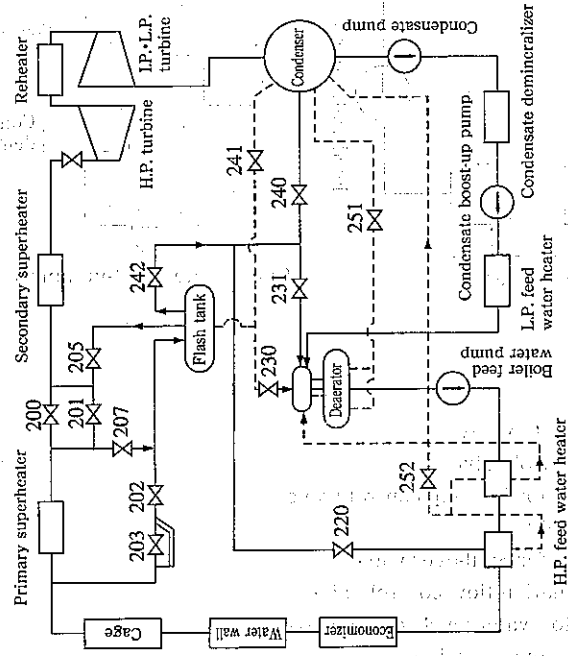 Primary superheater
Secondary superheater
Reheater
H.P. turbine
I.P.•L.P.
turbine
200
201
205
207
202
203
242
Flash tank
241
240
Condenser
Condensate pump
230
231
251
Deaerator
Condensate boost-up pump
Condensate demineralizer
L.P. feed
water heater
Boiler feed
water pump
252
220
H.P. feed water heater
Cage
Water wall
Economizer